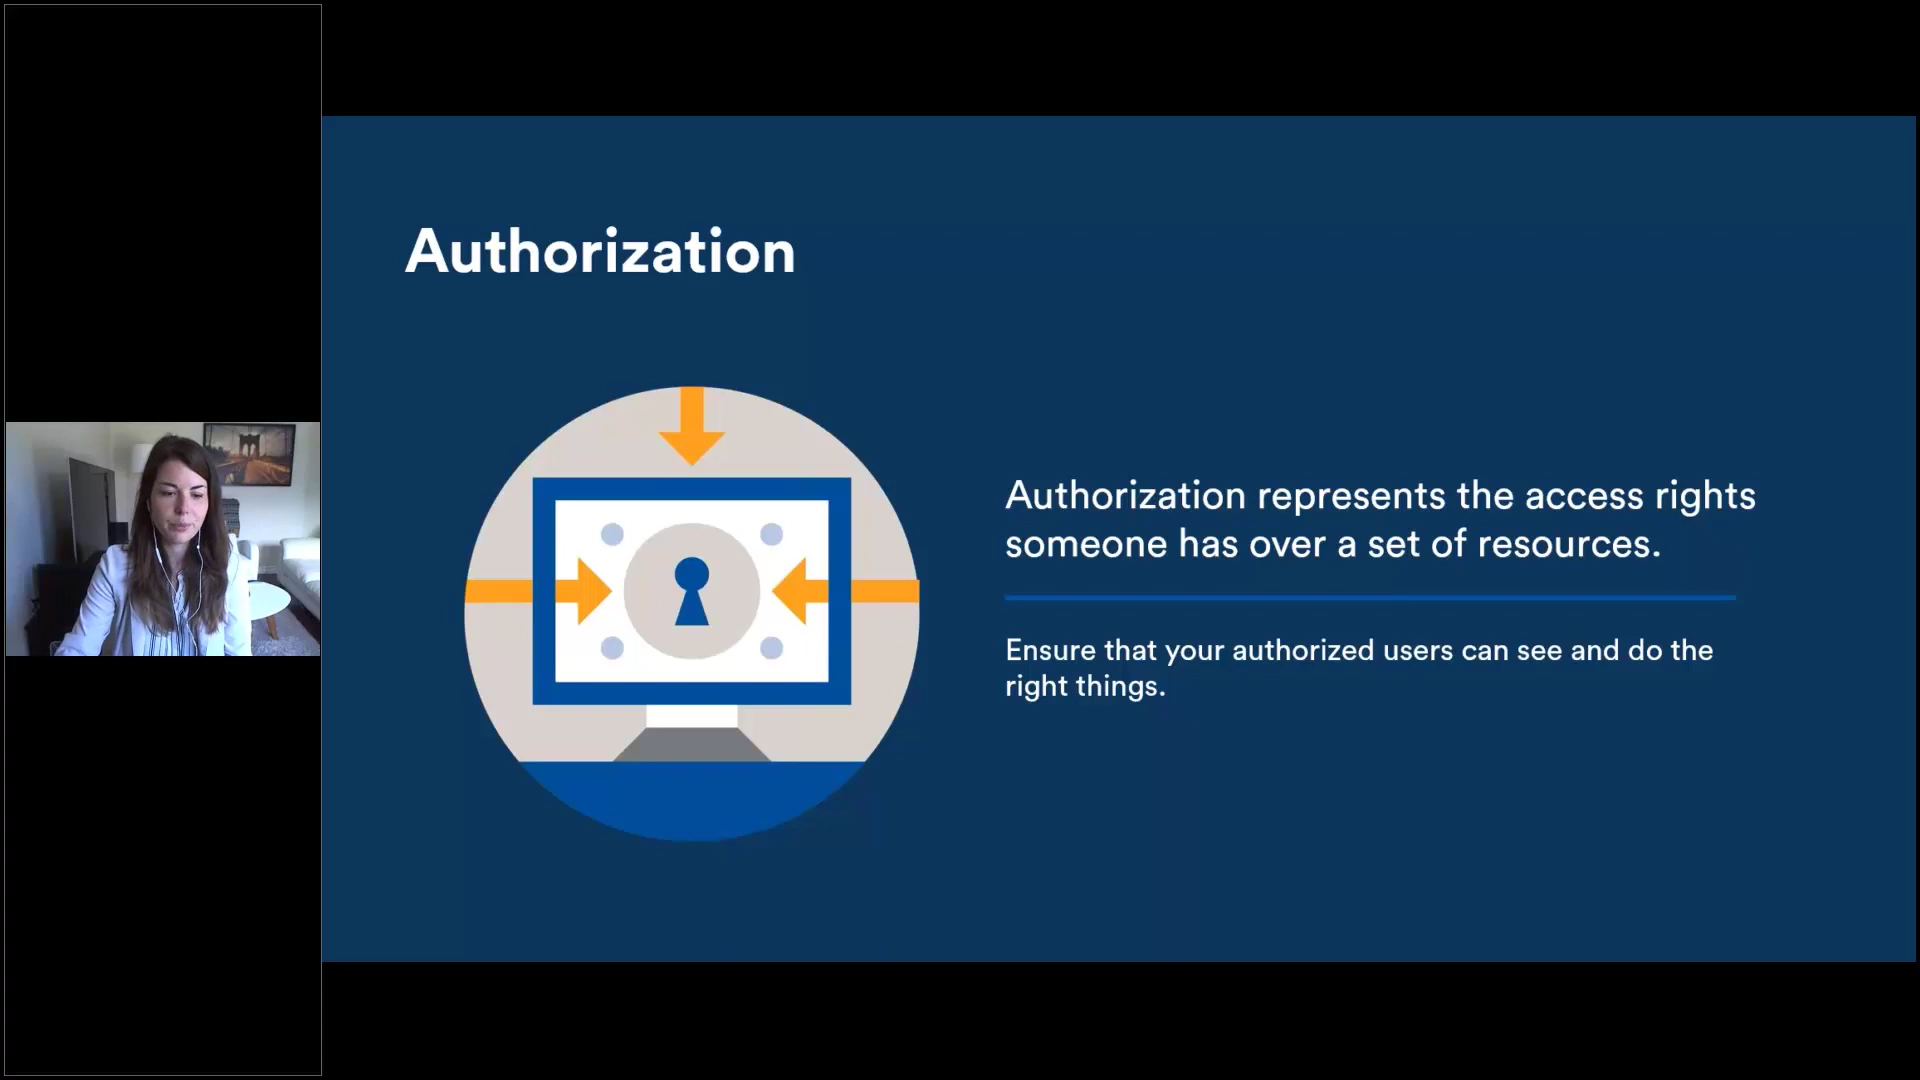 Authorization
Authorization represents the access rights
someone has over a set of resources.
Ensure that your authorized users can see and do the
right things.